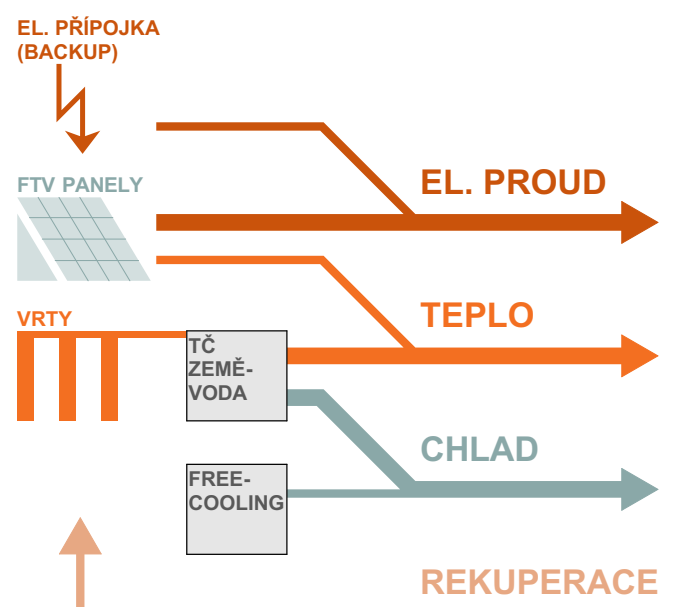 EL. PŘÍPOJKA
(BACKUP)
FTV PANELY
EL. PROUD
VRTY
TEPLO
TČ
ZEMĚ-
VODA
CHLAD
FREE-
COOLING
REKUPERACE